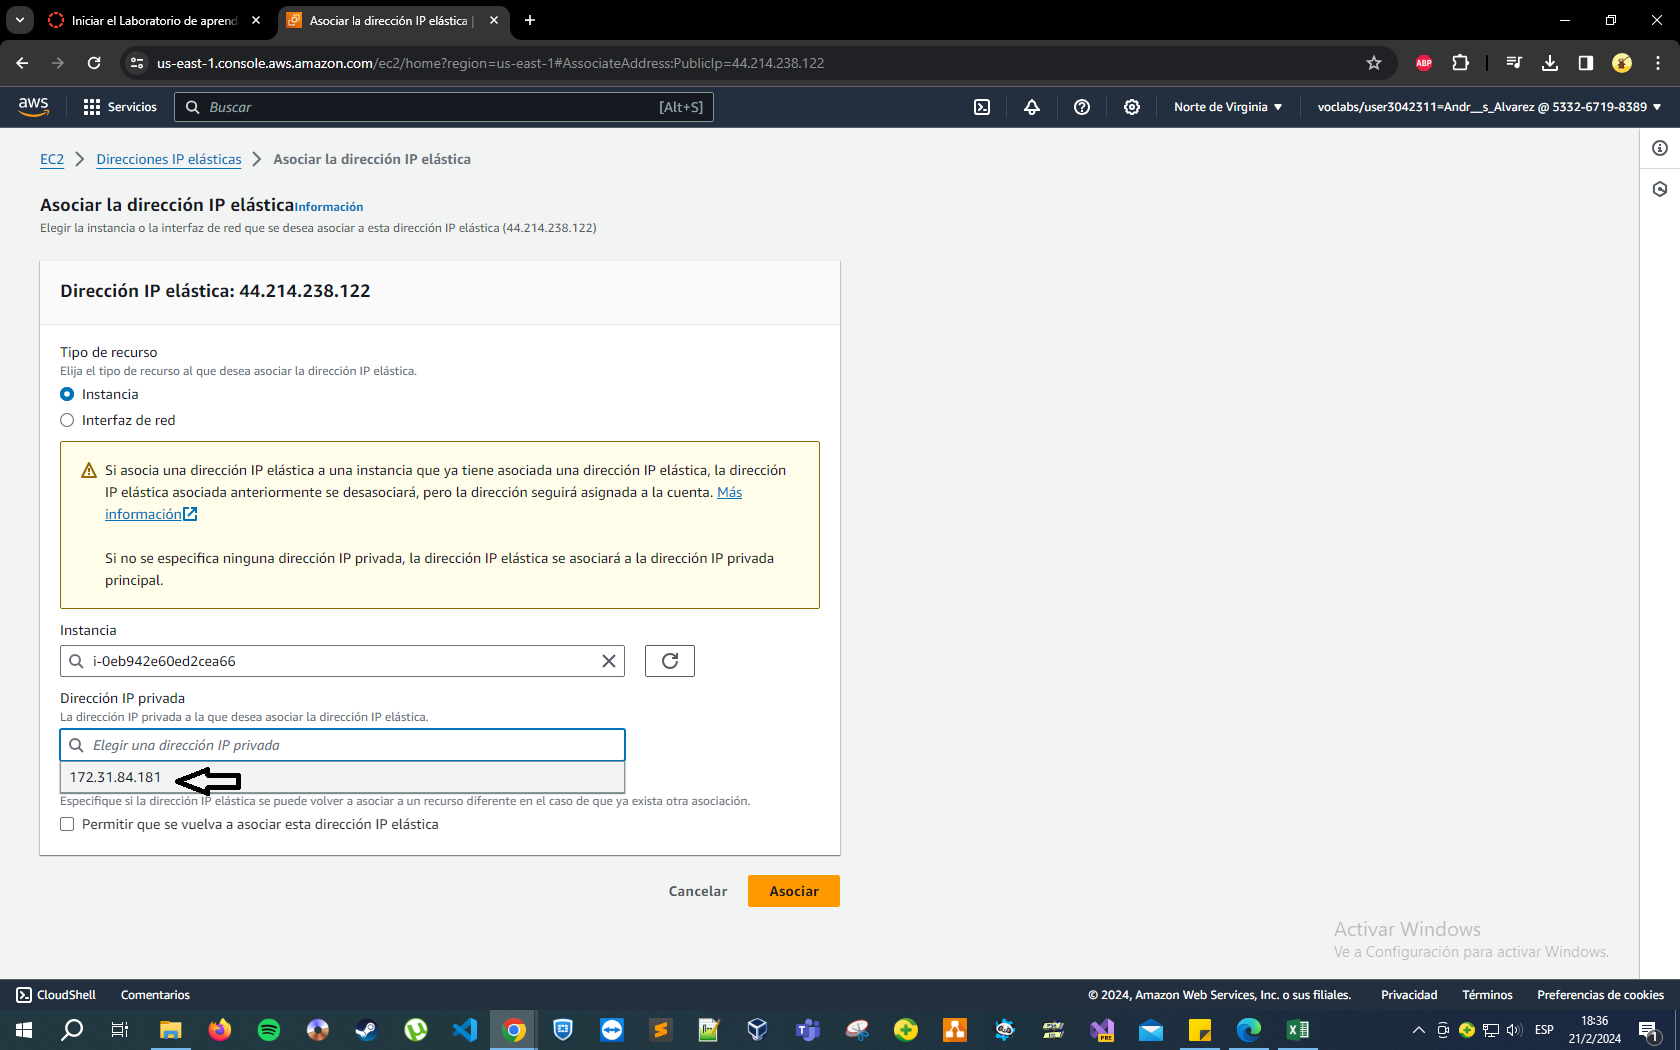 Iniciar el Laboratorio de aprend
Asociar la dirección IP elástica |
us-east-1.console.aws.amazon.com/ec2/home?region=us-east-1#AssociateAddress:PublicIp=44.214.238.122
ABP
aws
Servicios
Buscar
[Alt+S]
Norte de Virginia
voclabs/user3042311=Andr__s_Alvarez @ 5332-6719-8389
EC2
Direcciones IP elásticas
Asociar la dirección IP elástica
Asociar la dirección IP elástica Información
Elegir la instancia o la interfaz de red que se desea asociar a esta dirección IP elástica (44.214.238.122)
Dirección IP elástica: 44.214.238.122
Tipo de recurso
Elija el tipo de recurso al que desea asociar la dirección IP elástica.
Instancia
Interfaz de red
Si asocia una dirección IP elástica a una instancia que ya tiene asociada una dirección IP elástica, la dirección
IP elástica asociada anteriormente se desasociará, pero la dirección seguirá asignada a la cuenta. Más
información
Si no se especifica ninguna dirección IP privada, la dirección IP elástica se asociará a la dirección IP privada
principal.
Instancia
i-0eb942e60ed2cea66
Dirección IP privada
La dirección IP privada a la que desea asociar la dirección IP elástica.
Elegir una dirección IP privada
172.31.84.181
Especifique si la dirección IP elástica se puede volver a asociar a un recurso diferente en el caso de que ya exista otra asociación.
Permitir que se vuelva a asociar esta dirección IP elástica
Cancelar
Asociar
Activar Windows
Ve a Configuración para activar Windows.
CloudShell
Comentarios
© 2024, Amazon Web Services, Inc. o sus filiales.
Privacidad
Términos
Preferencias de cookies
PRE
ESP
18:36
21/2/2024
1